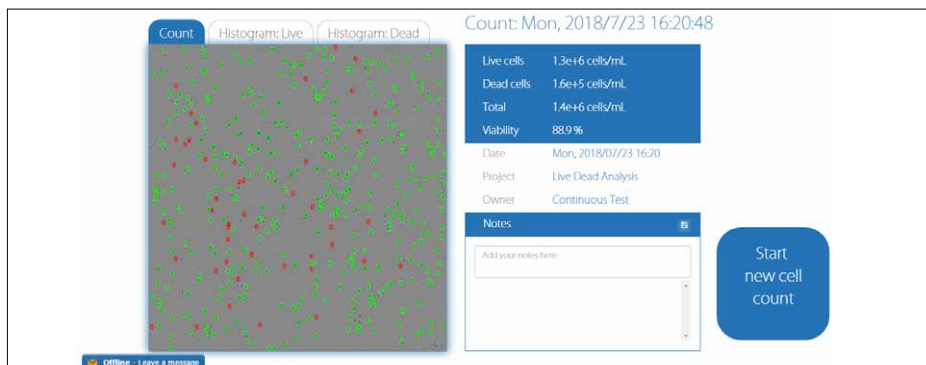 Count
Histogram: Live
Histogram: Dead
Count: Mon, 2018/7/23 16:20:48
Live cells 1.3e+6 cells/mL
Dead cells 1.6e+5 cells/mL
Total 1.4e+6 cells/mL
Viability 88.9 %
Date Mon, 2018/07/23 16:20
Project Live Dead Analysis
Owner Continuous Test
Notes
Add your notes here
Start
new cell
count
Offline - Leave a message